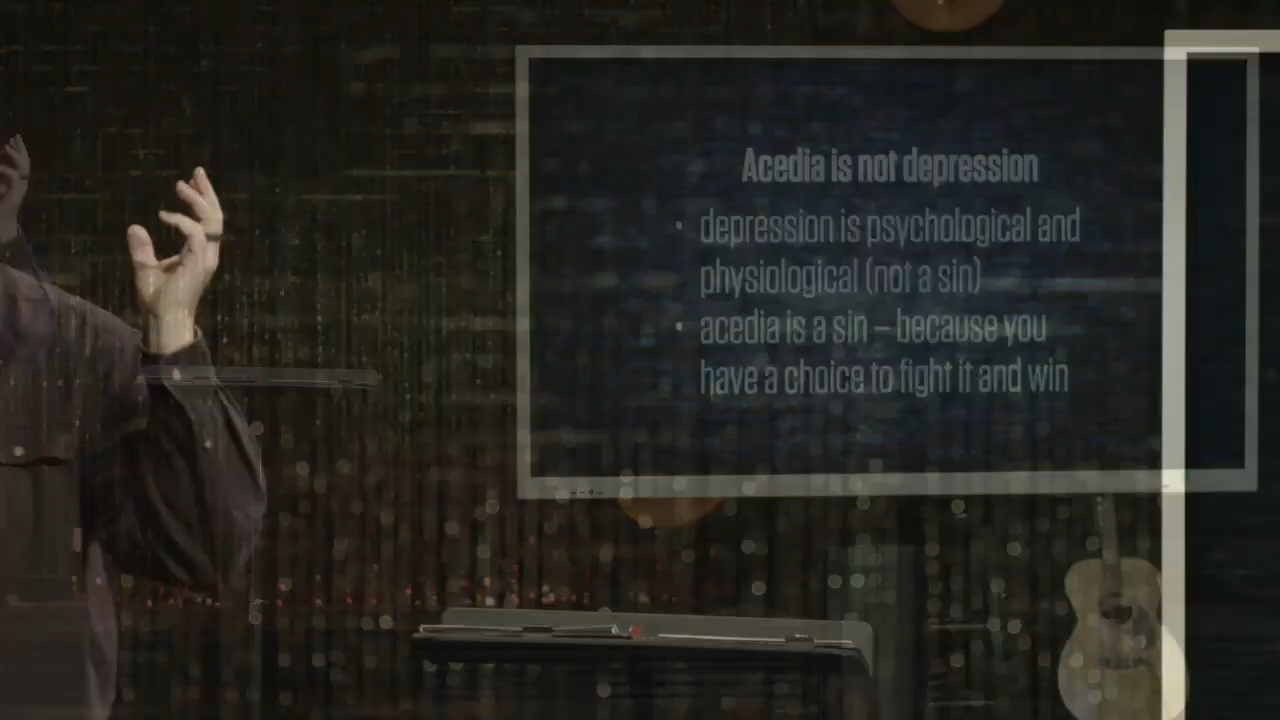 Acedia is not depression
• depression is psychological and
physiological (not a sin)
• acedia is a sin – because you
have a choice to fight it and win